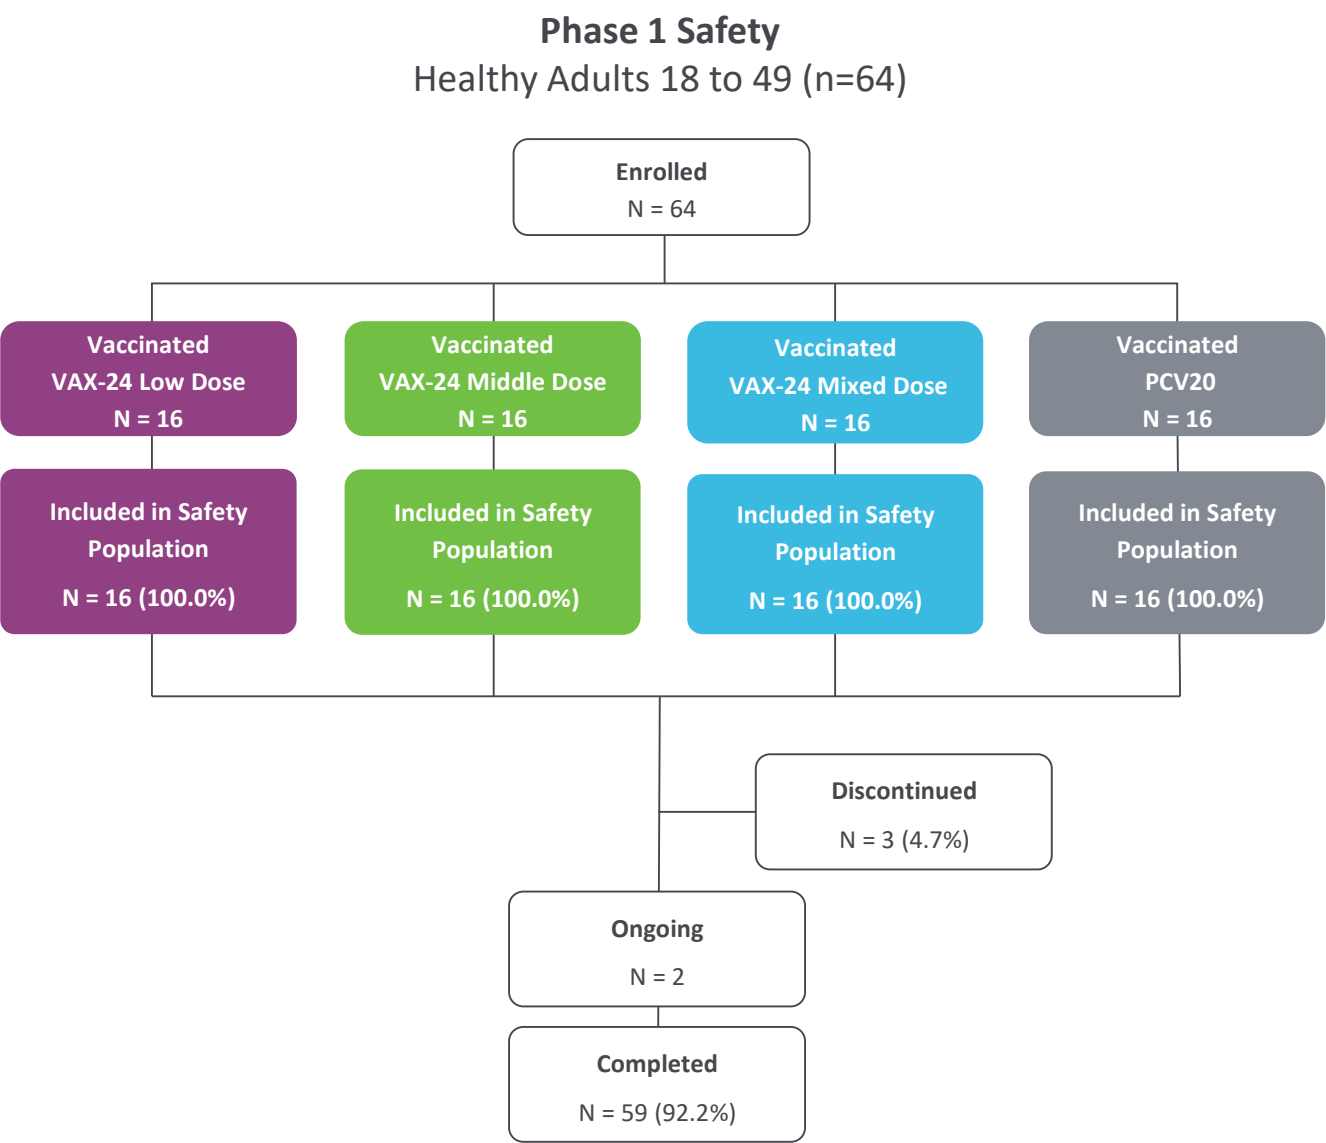 Phase 1 Safety
Healthy Adults 18 to 49 (n=64)
Enrolled
N = 64
Vaccinated
VAX-24 Low Dose
N = 16
Vaccinated
VAX-24 Middle Dose
N = 16
Vaccinated
VAX-24 Mixed Dose
N = 16
Vaccinated
PCV20
N = 16
Included in Safety
Population
N = 16 (100.0%)
Included in Safety
Population
N = 16 (100.0%)
Included in Safety
Population
N = 16 (100.0%)
Included in Safety
Population
N = 16 (100.0%)
Discontinued
N = 3 (4.7%)
Ongoing
N = 2
Completed
N = 59 (92.2%)